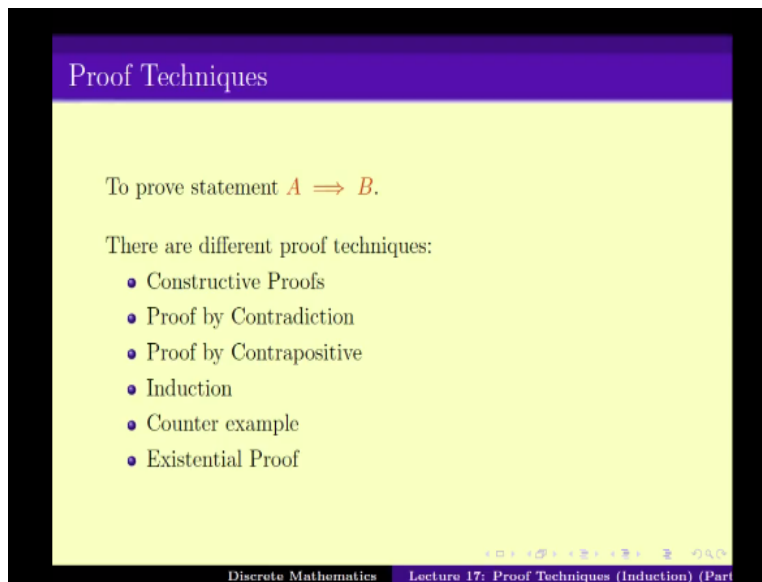 Proof Techniques
To prove statement A ⟹ B.
There are different proof techniques:
Constructive Proofs
Proof by Contradiction
Proof by Contrapositive
Induction
Counter example
Existential Proof
Discrete Mathematics Lecture 17: Proof Techniques (Induction) (Part